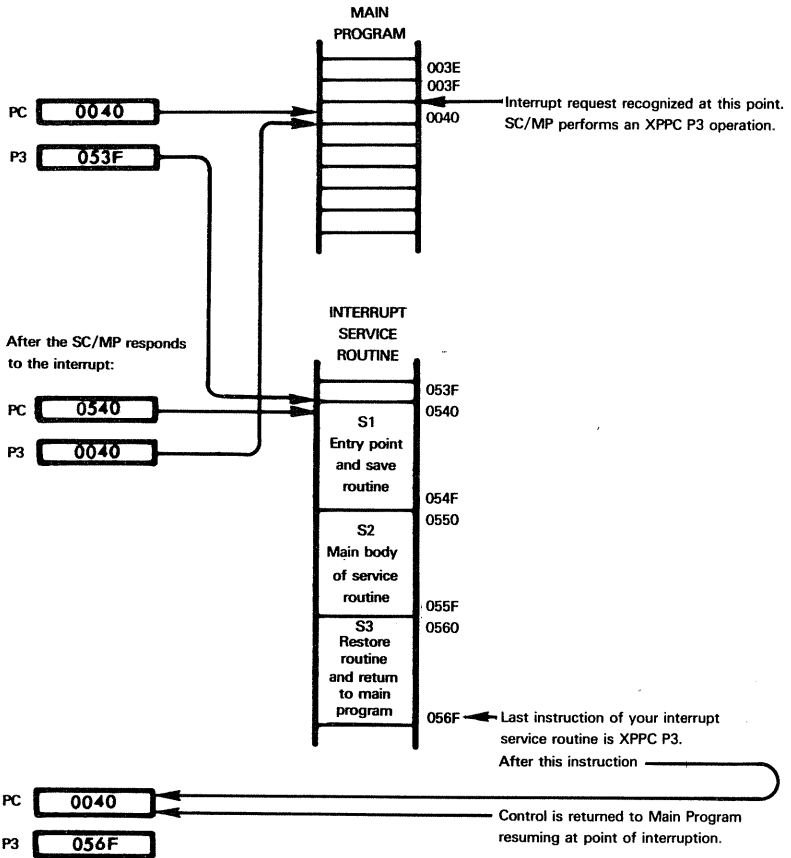 MAIN
PROGRAM
003E
003F
PC 0040
0040
Interrupt request recognized at this point.
SC/MP performs an XPPC P3 operation.
P3 053F
INTERRUPT
SERVICE
ROUTINE
After the SC/MP responds
to the interrupt:
053F
PC 0540
0540
P3 0040
S1
Entry point
and save
routine
054F
0550
S2
Main body
of service
routine
055F
0560
S3
Restore
routine
and return
to main
program
056F
Last instruction of your interrupt
service routine is XPPC P3.
After this instruction
PC 0040
Control is returned to Main Program
resuming at point of interruption.
P3 056F